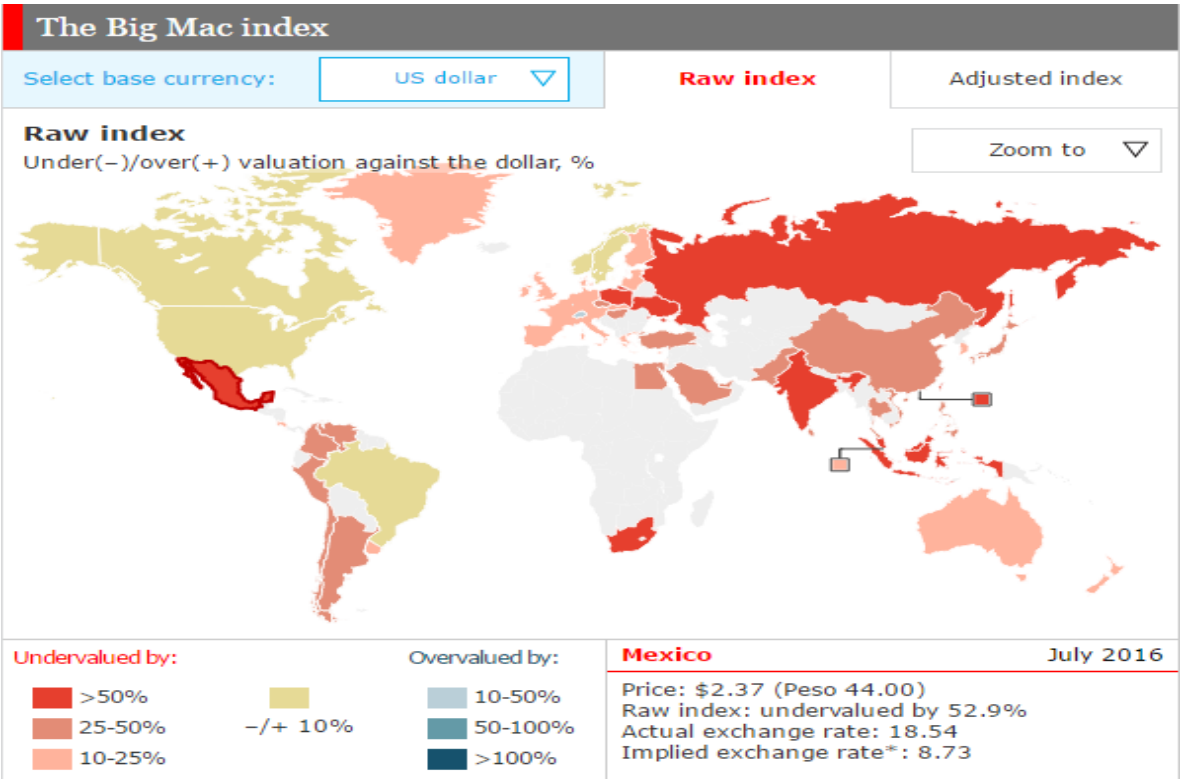 The Big Mac index
Select base currency: US dollar Raw index Adjusted index
Raw index
Under(−)/over(+) valuation against the dollar, %
Zoom to
Undervalued by: Overvalued by:
>50% 10-50%
25-50% −/+ 10% 50-100%
10-25% >100%
Mexico July 2016
Price: $2.37 (Peso 44.00)
Raw index: undervalued by 52.9%
Actual exchange rate: 18.54
Implied exchange rate*: 8.73